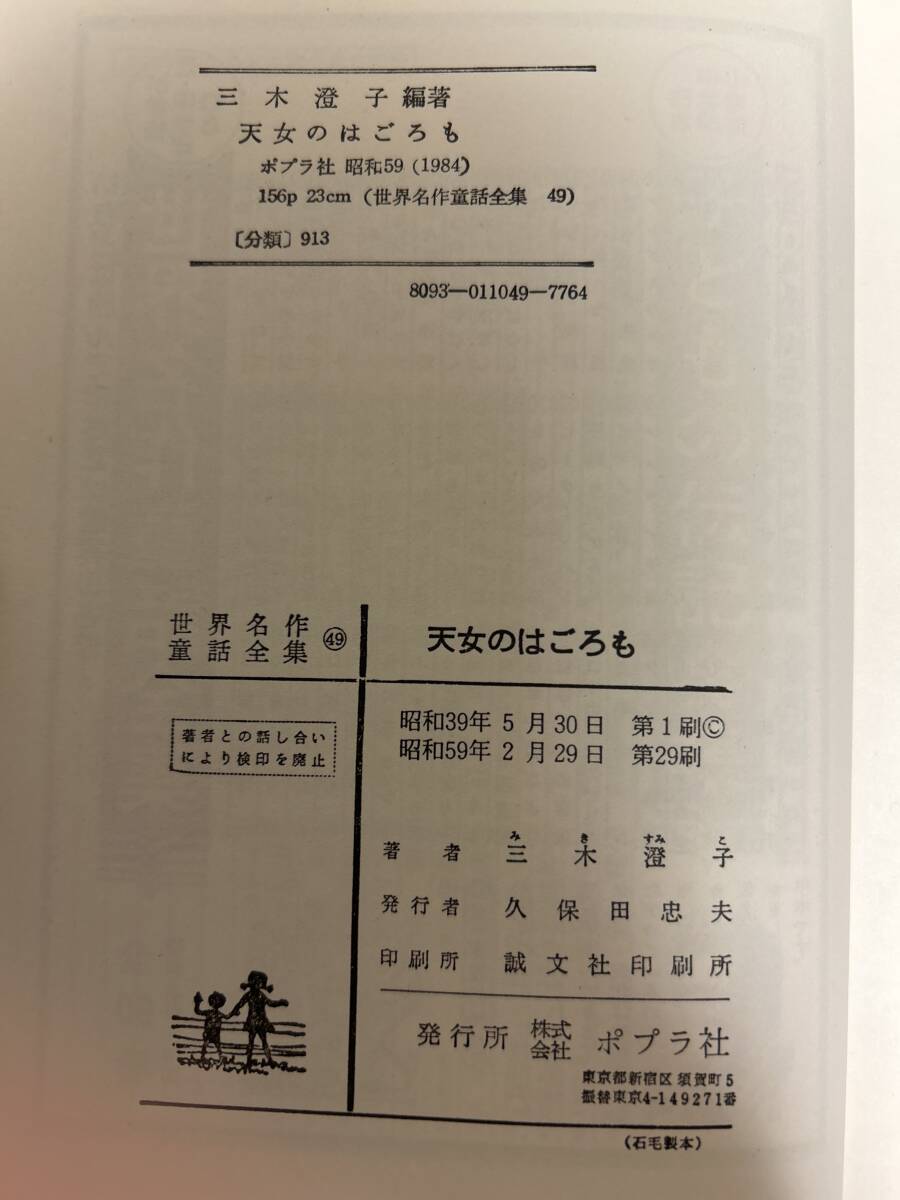 三木澄子編著
天女のはごろも
ポプラ社 昭和59 (1984)
156p 23cm (世界名作童話全集 49)
〔分類〕913
8093—011049—7764
世界名作
童話全集 ㊾
天女のはごろも
著者との話し合い
により検印を廃止
昭和39年 5月30日 第1刷©
昭和59年 2月29日 第29刷
み き すみ こ
著者 三木澄子
発行者 久保田忠夫
印刷所 誠文社印刷所
発行所 株式会社 ポプラ社
東京都新宿区須賀町5
振替東京4-149271番
(石毛製本)